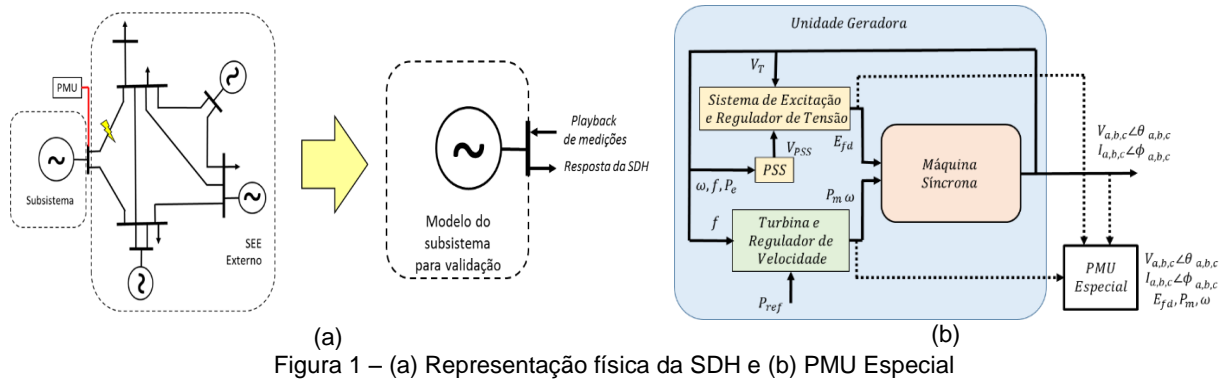 PMU
Subsistema
SEE
Externo
Playback
de medições
Resposta da SDH
Modelo do
subsistema
para validação
(a)
Unidade Geradora
V_T
Sistema de Excitação
e Regulador de Tensão
E_fd
V_PSS
PSS
ω, f, P_e
Máquina
Síncrona
P_m ω
f
Turbina e
Regulador de
Velocidade
P_ref
V_a,b,c∠θ_a,b,c
I_a,b,c∠ϕ_a,b,c
PMU
Especial
V_a,b,c∠θ_a,b,c
I_a,b,c∠ϕ_a,b,c
E_fd, P_m, ω
(b)
Figura 1 – (a) Representação física da SDH e (b) PMU Especial